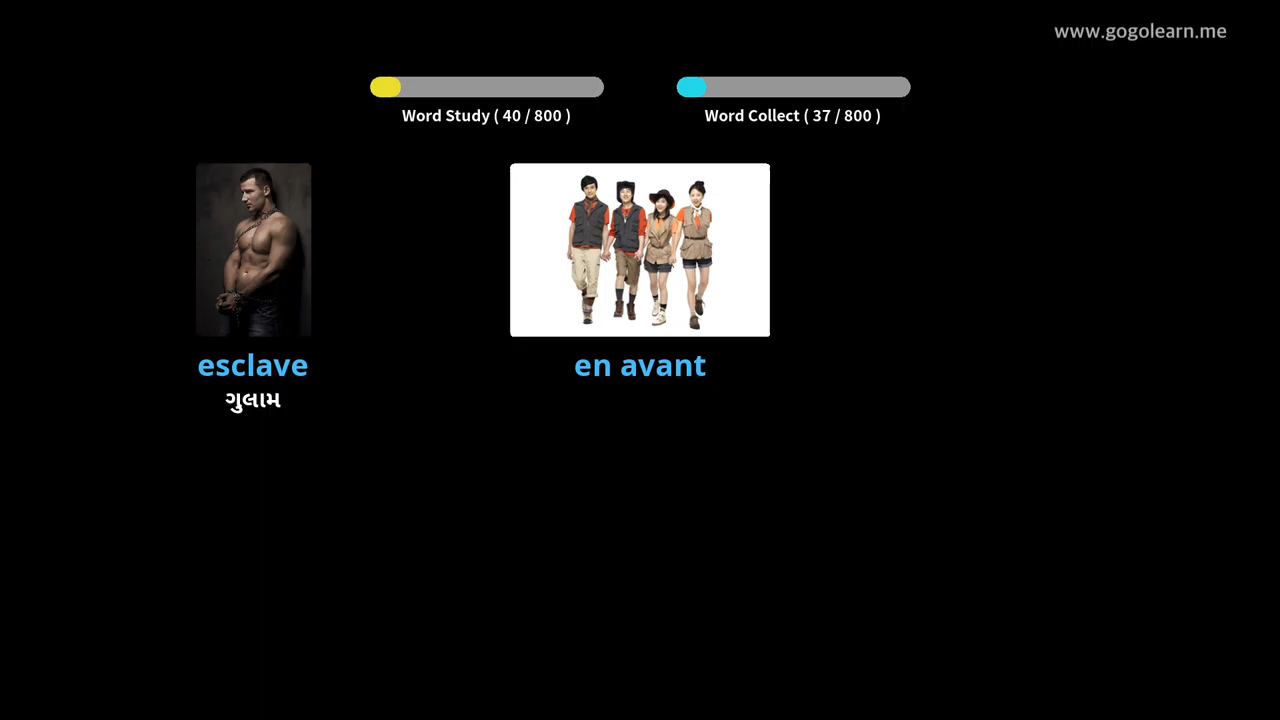 www.gogolearn.me
Word Study ( 40 / 800 )
Word Collect ( 37 / 800 )
esclave
ગુલામ
en avant